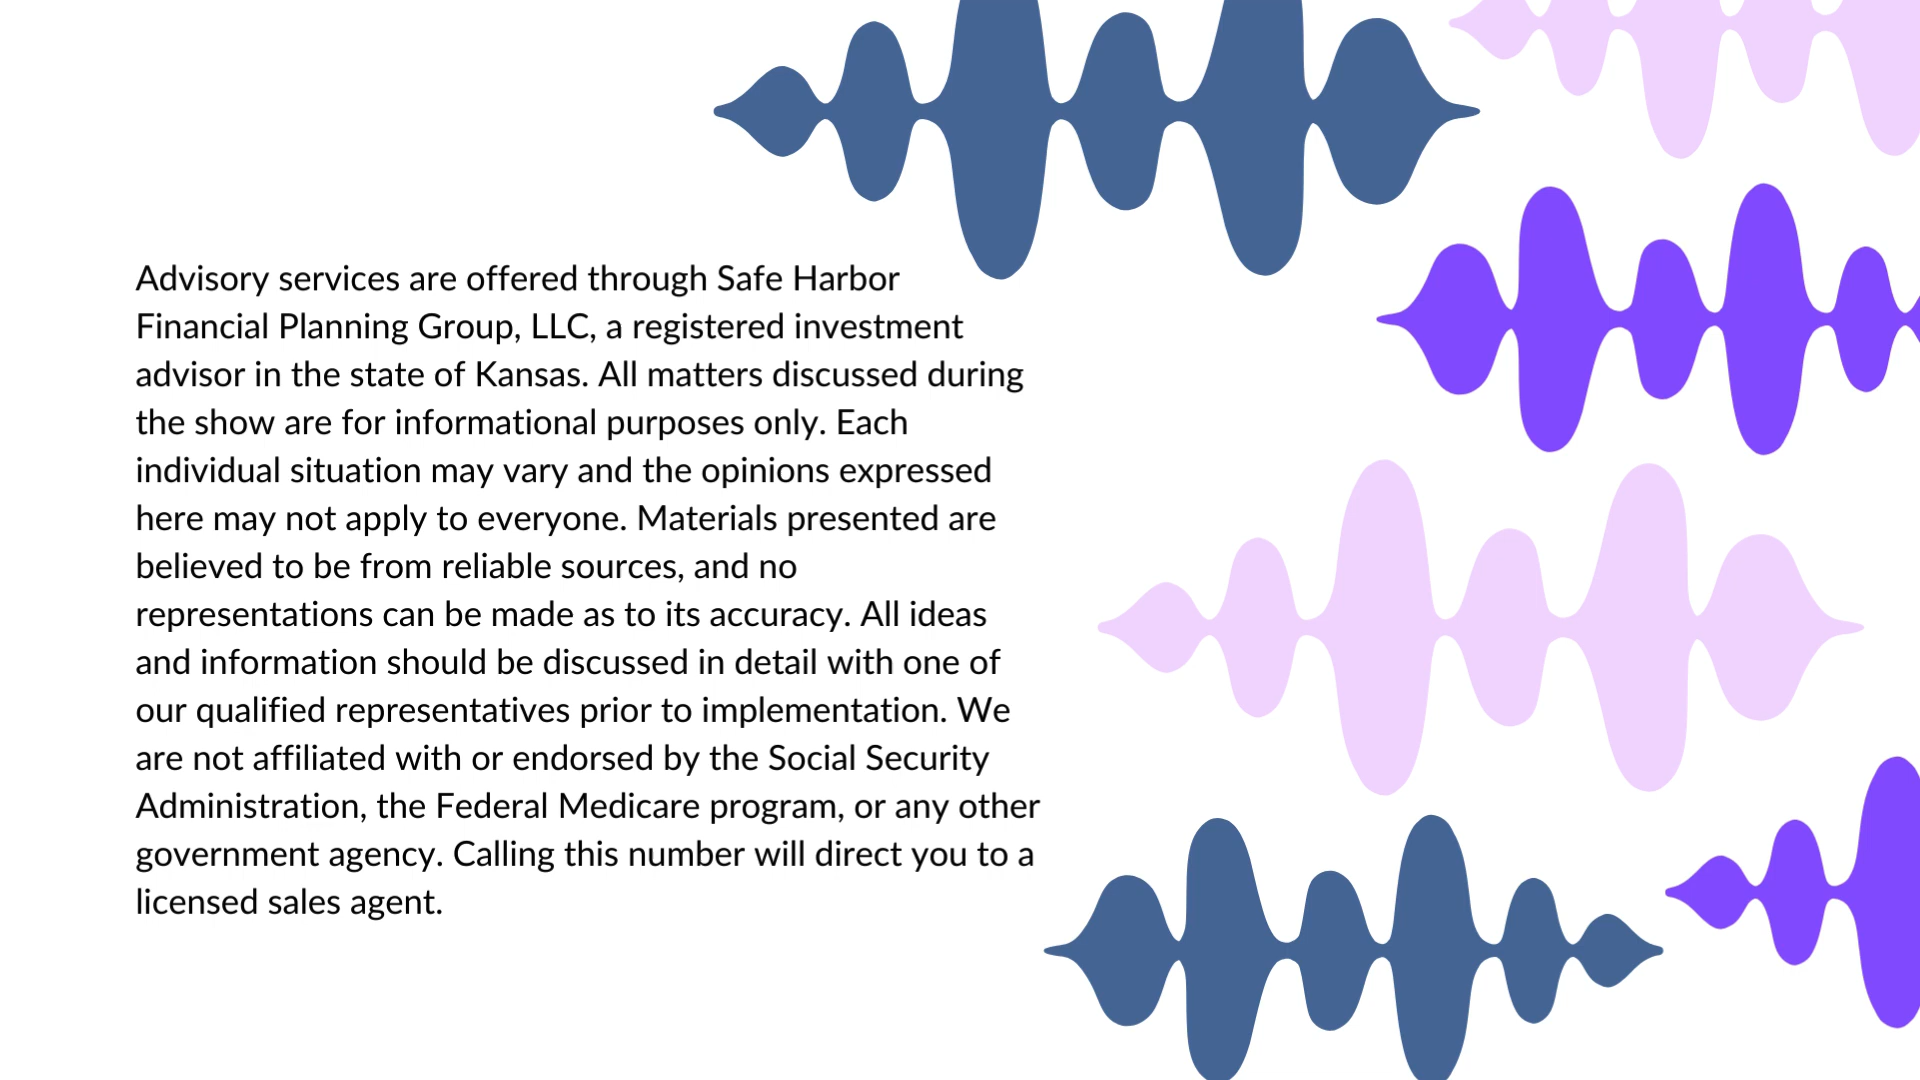 Advisory services are offered through Safe Harbor
Financial Planning Group, LLC, a registered investment
advisor in the state of Kansas. All matters discussed during
the show are for informational purposes only. Each
individual situation may vary and the opinions expressed
here may not apply to everyone. Materials presented are
believed to be from reliable sources, and no
representations can be made as to its accuracy. All ideas
and information should be discussed in detail with one of
our qualified representatives prior to implementation. We
are not affiliated with or endorsed by the Social Security
Administration, the Federal Medicare program, or any other
government agency. Calling this number will direct you to a
licensed sales agent.